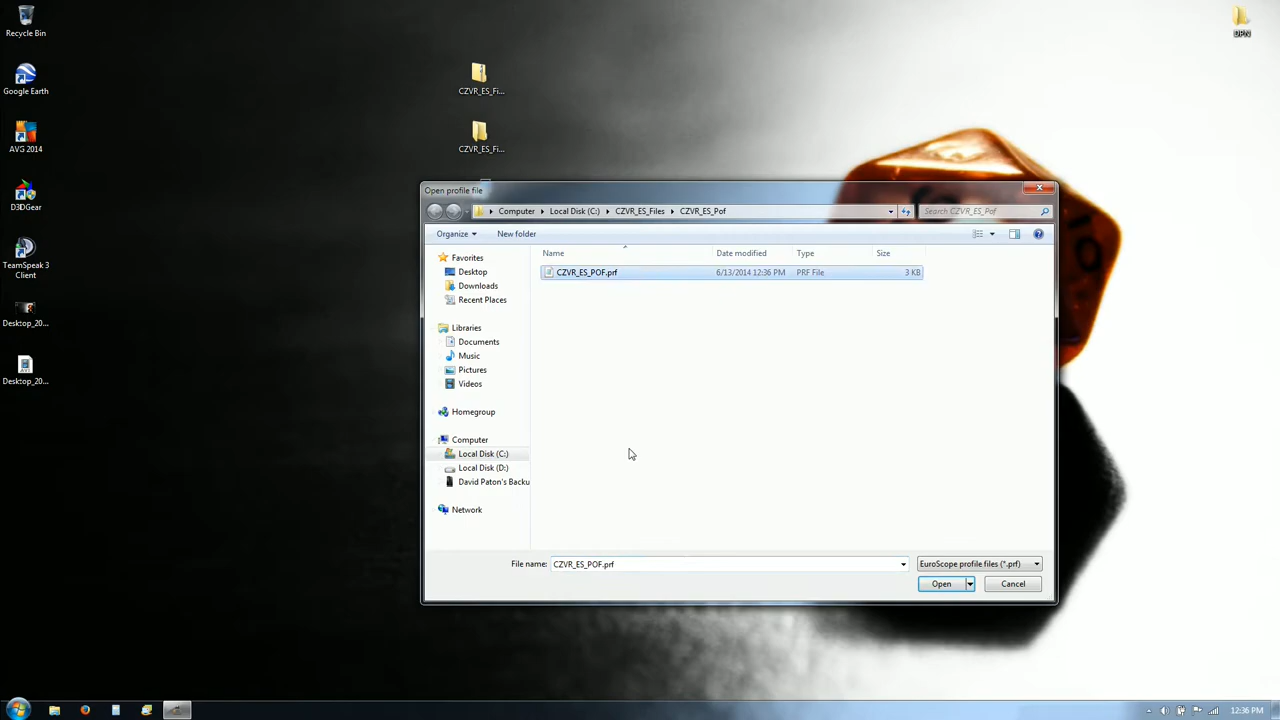 Recycle Bin
Google Earth
AVG 2014
D3DGear
TeamSpeak 3
Client
Desktop_20...
Desktop_20...
CZVR_ES_Fi...
CZVR_ES_Fi...
DPN
Open profile file
Computer
Local Disk (C:)
CZVR_ES_Files
CZVR_ES_Pof
Search CZVR_ES_Pof
Organize
New folder
Name
Date modified
Type
Size
CZVR_ES_POF.prf
6/13/2014 12:36 PM
PRF File
3 KB
Favorites
Desktop
Downloads
Recent Places
Libraries
Documents
Music
Pictures
Videos
Homegroup
Computer
Local Disk (C:)
Local Disk (D:)
David Paton's Backu
Network
File name:
CZVR_ES_POF.prf
EuroScope profile files (*.prf)
Open
Cancel
12:36 PM